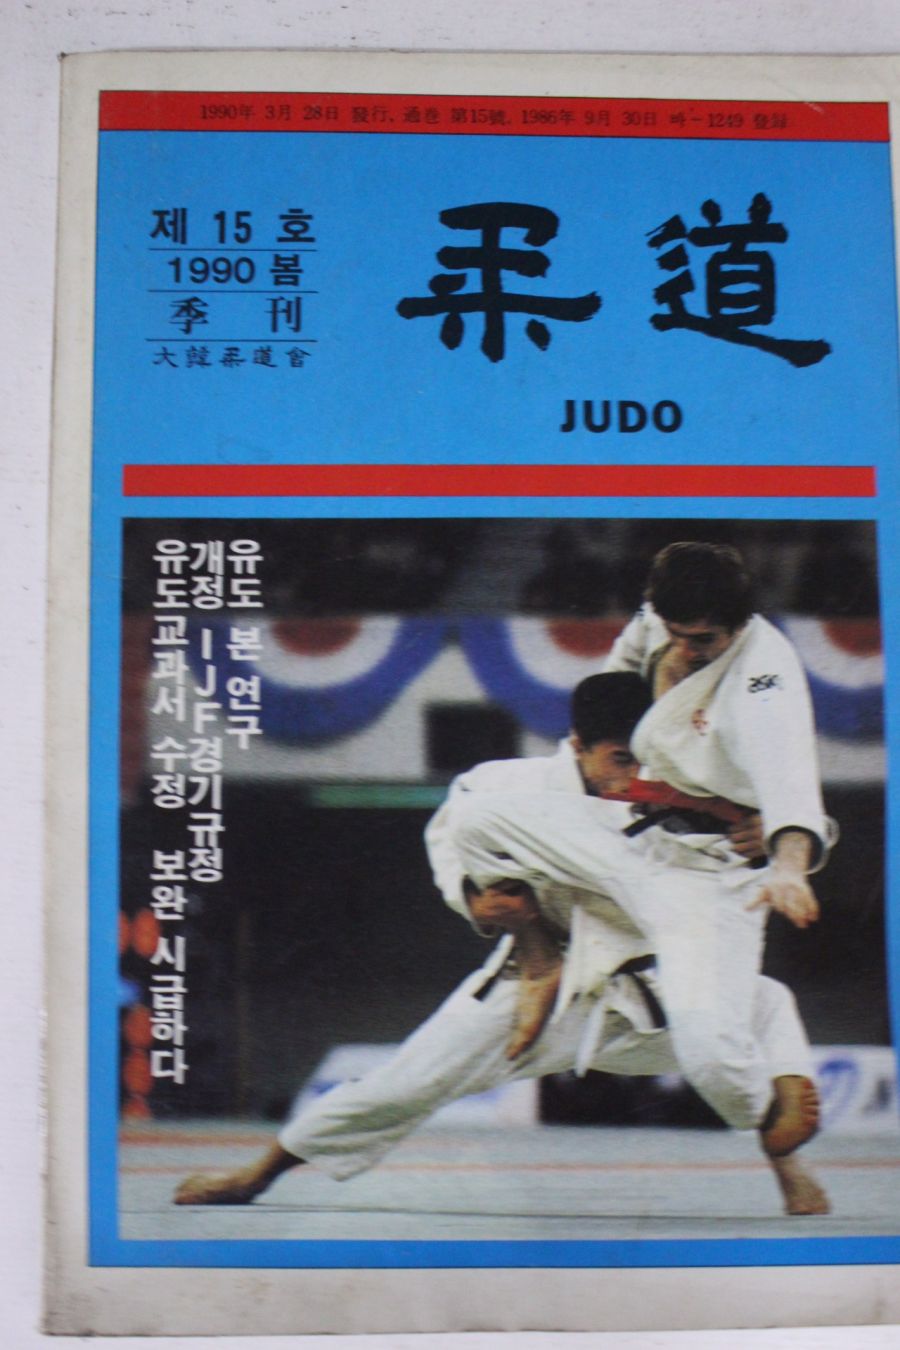 1990年 3月 28日 發行, 通卷 第15號, 1986年 9月 30日 바-1249 登錄
제 15 호
1990 봄
季刊
大韓柔道會
柔道
JUDO
유도 본 연구
개정 IJF경기규정
유도교과서 수정 보완 시급하다